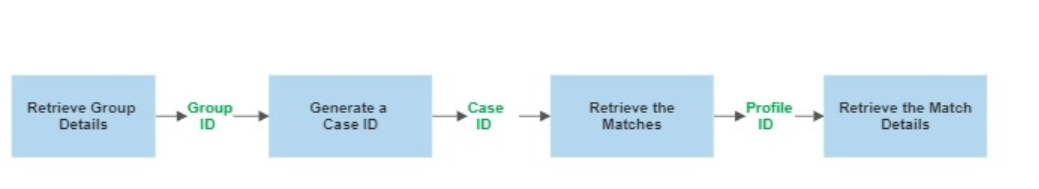 Retrieve Group
Details
Group
ID
Generate a
Case ID
Case
ID
Retrieve the
Matches
Profile
ID
Retrieve the Match
Details